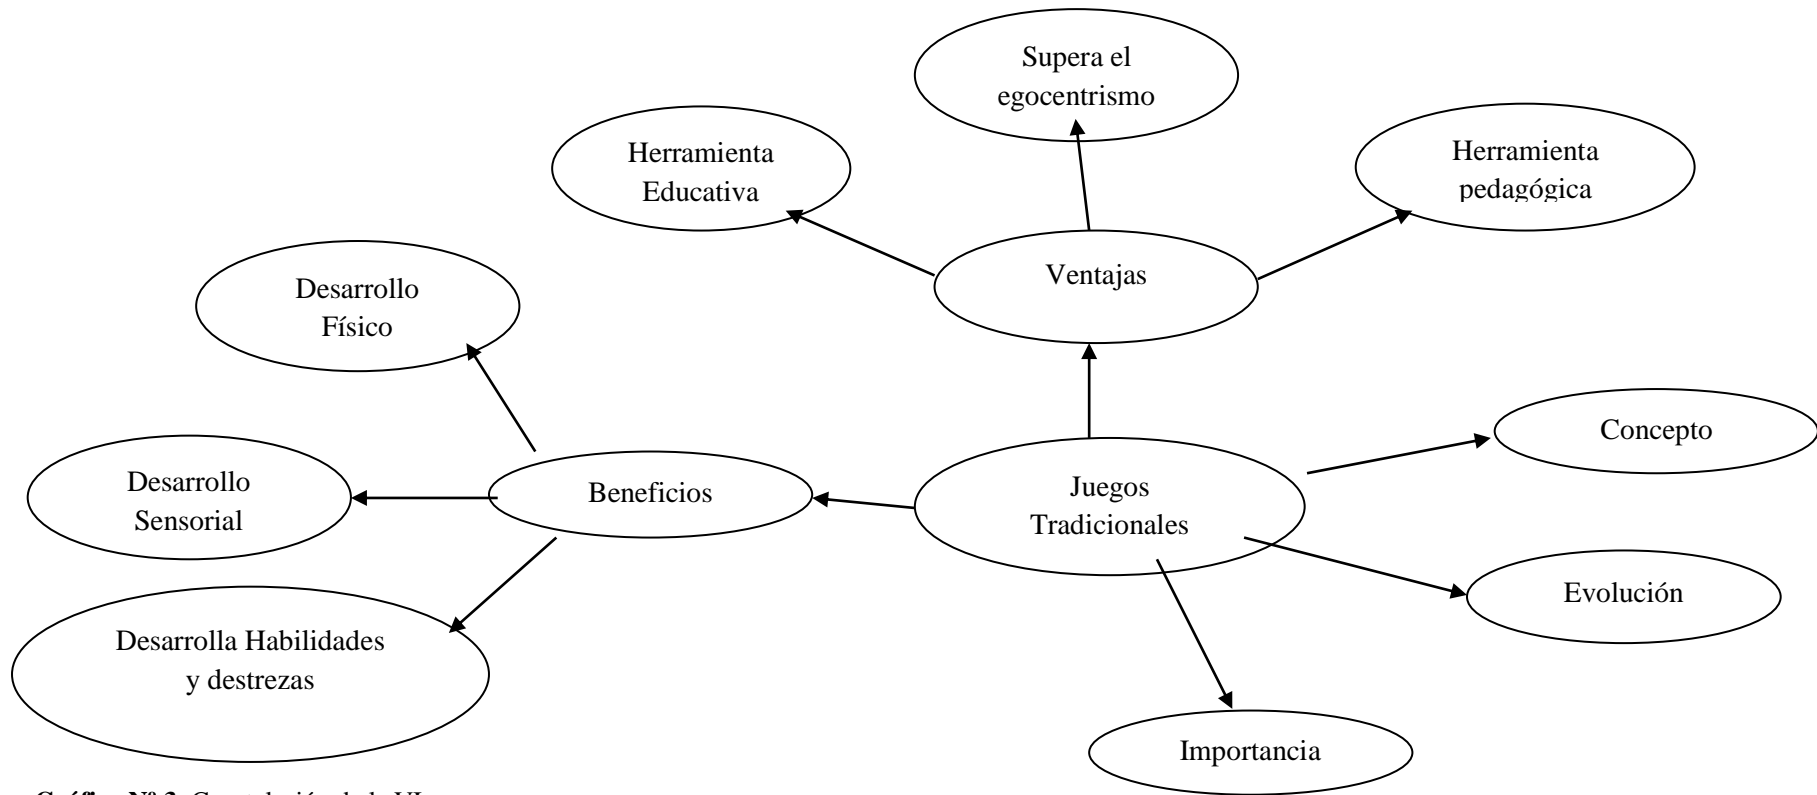 Supera el
egocentrismo
Herramienta
Educativa
Herramienta
pedagógica
Ventajas
Desarrollo
Físico
Concepto
Desarrollo
Sensorial
Beneficios
Juegos
Tradicionales
Evolución
Desarrolla Habilidades
y destrezas
Importancia